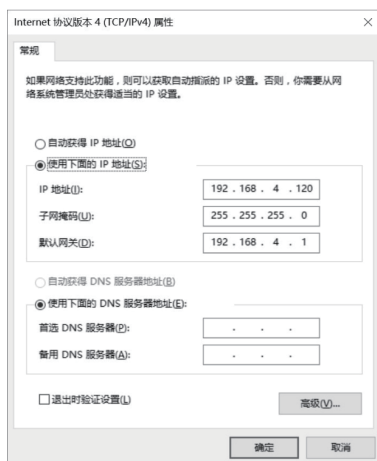 Internet 协议版本 4 (TCP/IPv4) 属性
常规
如果网络支持此功能，则可以获取自动指派的 IP 设置。否则，你需要从网
络系统管理员处获得适当的 IP 设置。
自动获得 IP 地址(O)
使用下面的 IP 地址(S):
IP 地址(I): 192 . 168 . 4 . 120
子网掩码(U): 255 . 255 . 255 . 0
默认网关(D): 192 . 168 . 4 . 1
自动获得 DNS 服务器地址(B)
使用下面的 DNS 服务器地址(E):
首选 DNS 服务器(P): . . .
备用 DNS 服务器(A): . . .
退出时验证设置(L)
高级(V)...
确定 取消